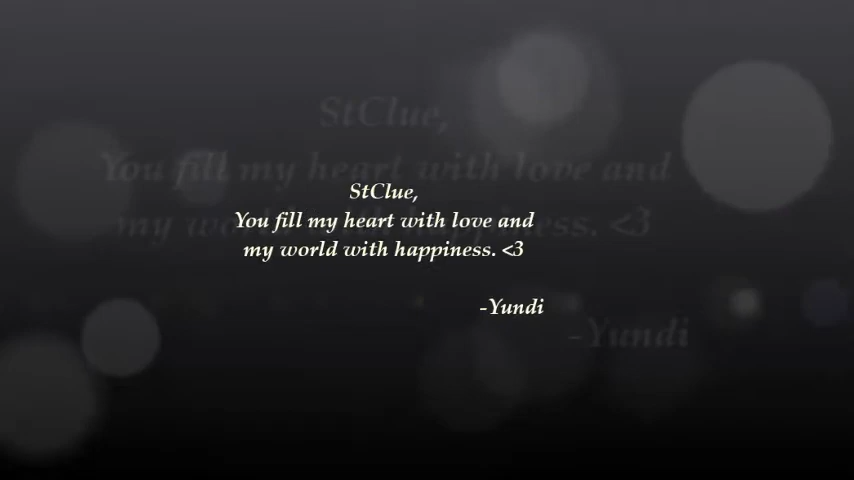 StClue,
You fill my heart with love and
my world with happiness. <3
-Yundi